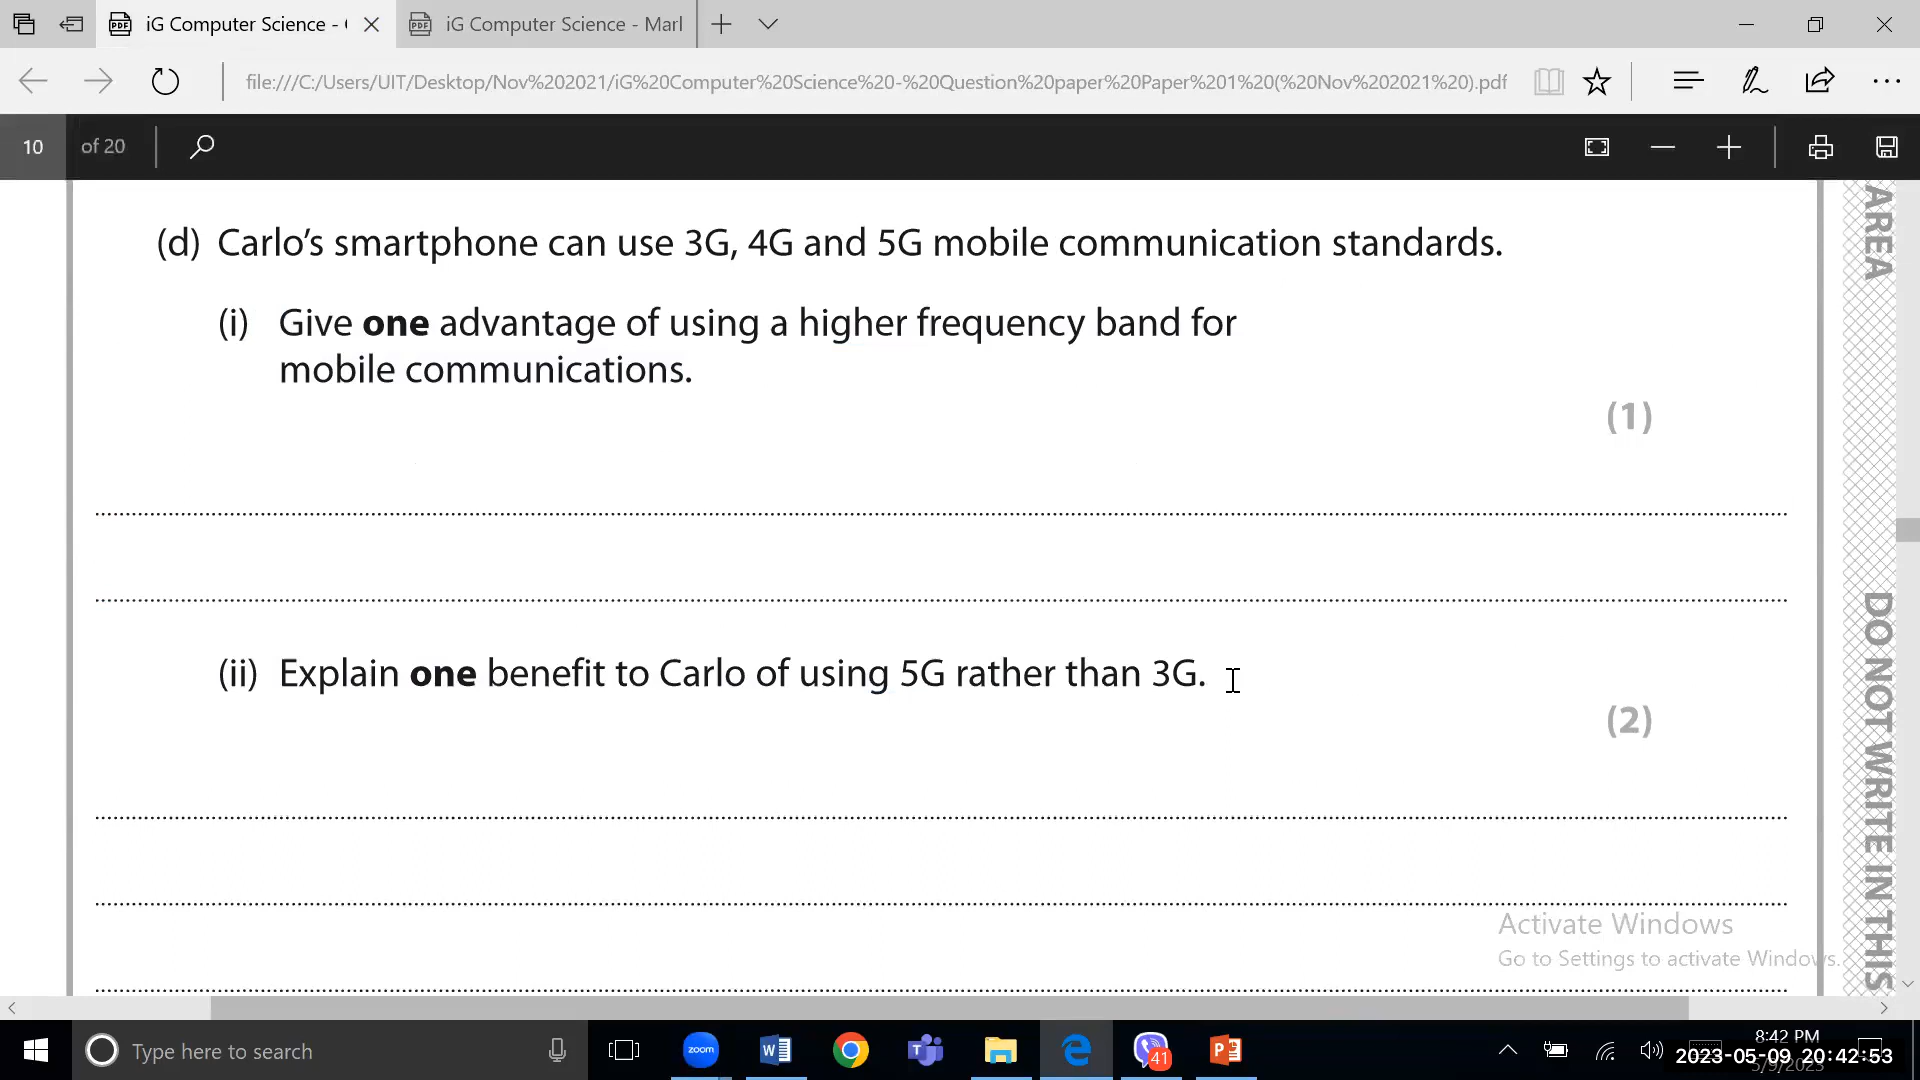 iG Computer Science - (
iG Computer Science - Marl
file:///C:/Users/UIT/Desktop/Nov%202021/iG%20Computer%20Science%20-%20Question%20paper%20Paper%201%20(%20Nov%202021%20).pdf
10 of 20
(d) Carlo's smartphone can use 3G, 4G and 5G mobile communication standards.
(i) Give one advantage of using a higher frequency band for
mobile communications.
(1)
(ii) Explain one benefit to Carlo of using 5G rather than 3G.
(2)
AREA
DO NOT WRITE IN THIS
Activate Windows
Go to Settings to activate Windows.
Type here to search
zoom
41
8:42 PM
5/9/2023
2023-05-09 20:42:53